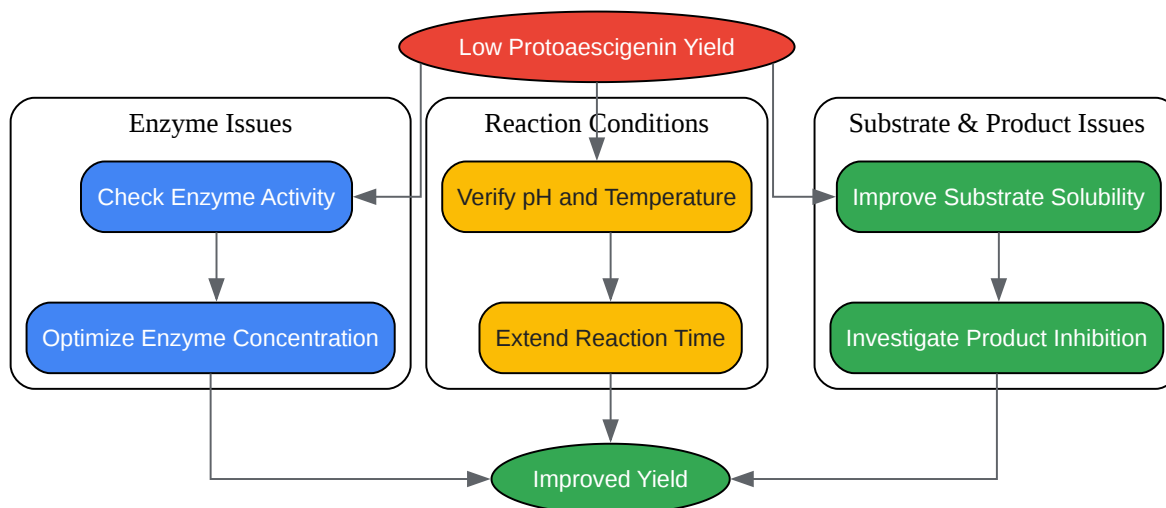 Low Protoaescigenin Yield
Enzyme Issues
Reaction Conditions
Substrate & Product Issues
Check Enzyme Activity
Verify pH and Temperature
Improve Substrate Solubility
Optimize Enzyme Concentration
Extend Reaction Time
Investigate Product Inhibition
Improved Yield